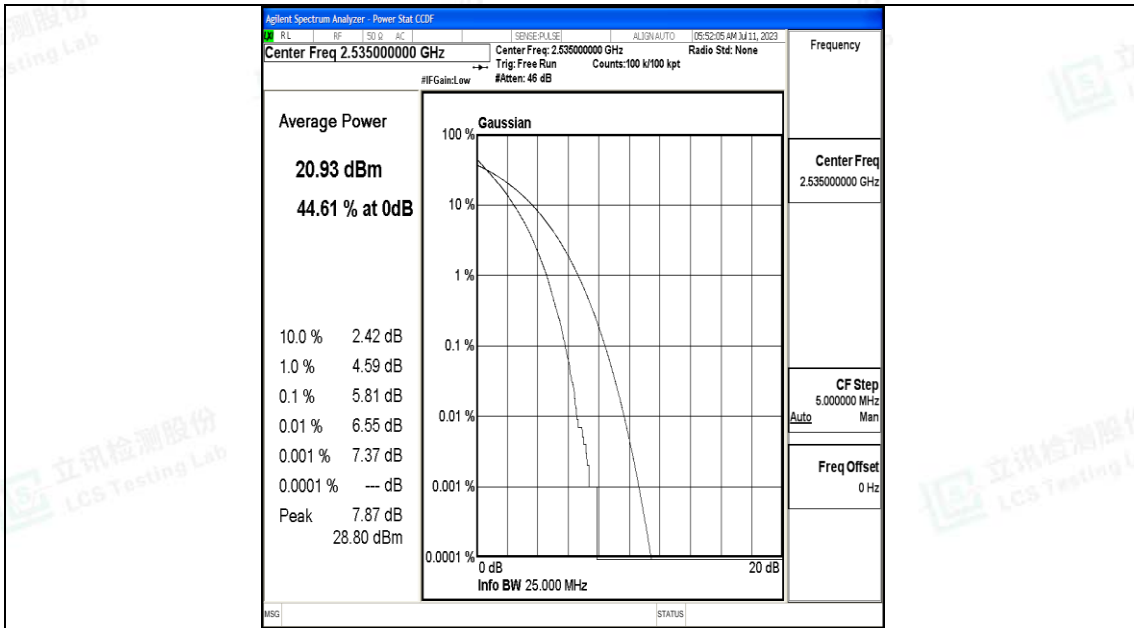 Agilent Spectrum Analyzer - Power Stat CCDF
RL RF 50 Ω AC SENSE:PULSE ALIGN AUTO 05:52:05 AM Jul 11, 2023
Center Freq 2.535000000 GHz
Center Freq: 2.535000000 GHz Radio Std: None
Trig: Free Run Counts:100 k/100 kpt
#IFGain:Low #Atten: 46 dB
Frequency
Average Power
20.93 dBm
44.61 % at 0dB
10.0 % 2.42 dB
1.0 % 4.59 dB
0.1 % 5.81 dB
0.01 % 6.55 dB
0.001 % 7.37 dB
0.0001 % --- dB
Peak 7.87 dB
28.80 dBm
Gaussian
100 %
10 %
1 %
0.1 %
0.01 %
0.001 %
0.0001 %
0 dB 20 dB
Info BW 25.000 MHz
Center Freq
2.535000000 GHz
CF Step
5.000000 MHz
Auto Man
Freq Offset
0 Hz
MSG STATUS
立讯检测股份
LCS Testing Lab